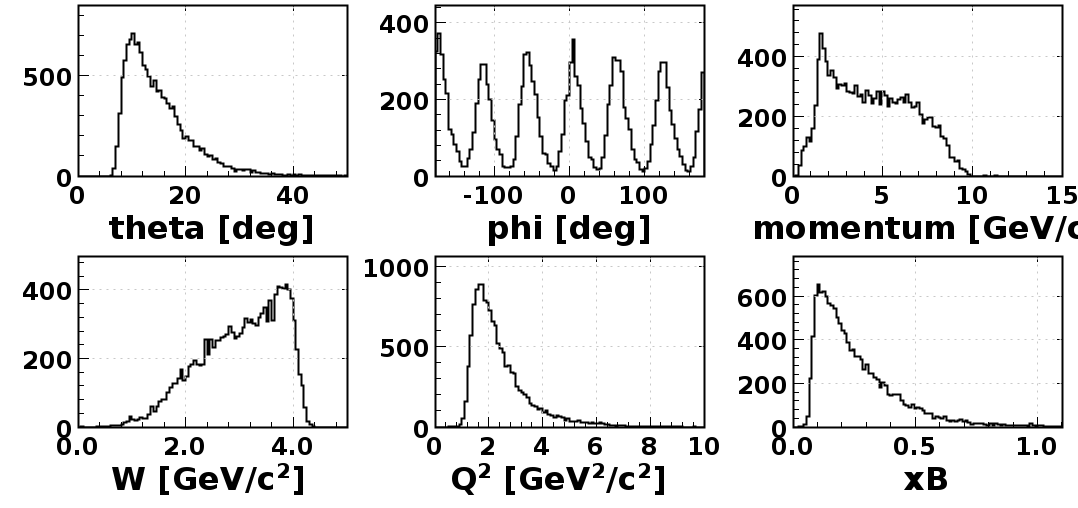 500
0
0 20 40
theta [deg]
400
200
0
-100 0 100
phi [deg]
400
200
0
0 5 10 15
momentum [GeV/c
400
200
0
0.0 2.0 4.0
W [GeV/c²]
1000
500
0
0 2 4 6 8 10
Q² [GeV²/c²]
600
400
200
0
0.0 0.5 1.0
xB